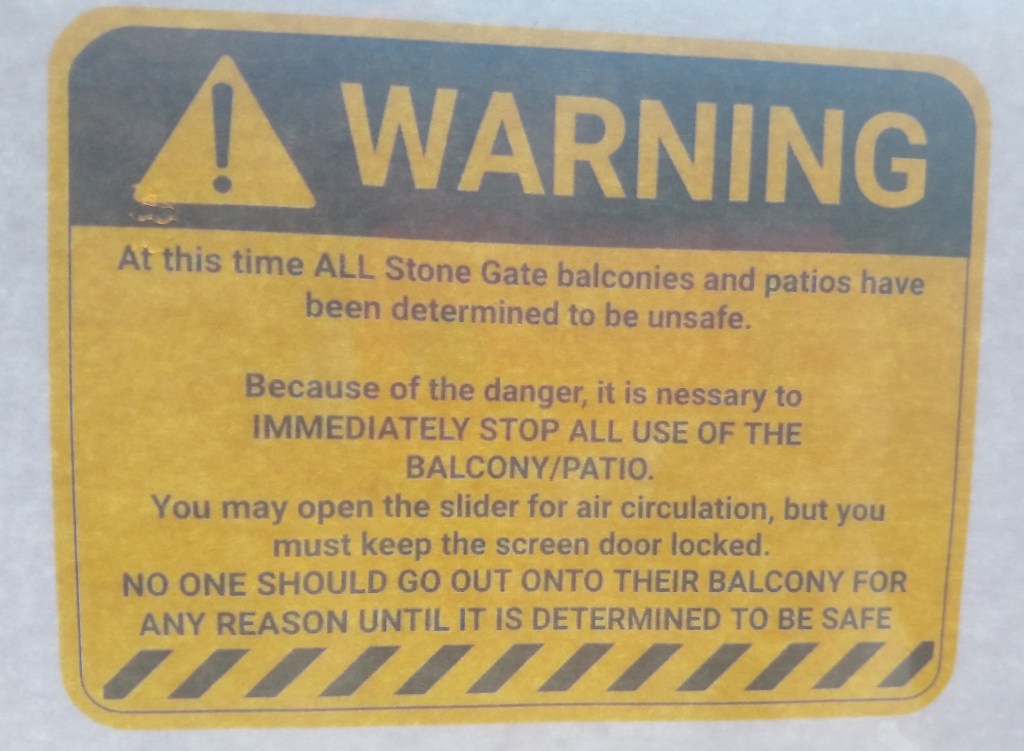 WARNING
At this time ALL Stone Gate balconies and patios have
been determined to be unsafe.
Because of the danger, it is nessary to
IMMEDIATELY STOP ALL USE OF THE
BALCONY/PATIO.
You may open the slider for air circulation, but you
must keep the screen door locked.
NO ONE SHOULD GO OUT ONTO THEIR BALCONY FOR
ANY REASON UNTIL IT IS DETERMINED TO BE SAFE